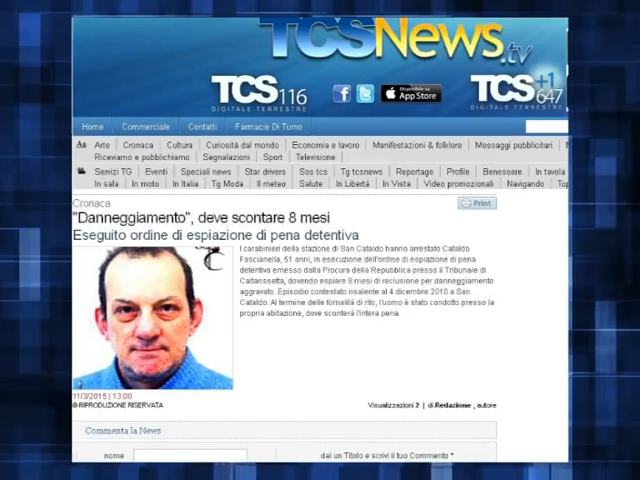 TCSNews.tv
TCS 116
DIGITALE TERRESTRE
Disponibile su
App Store
TCS +1
647
DIGITALE TERRESTRE
Home Commerciale Contatti Farmacie Di Turno
Arte Cronaca Cultura Curiosità dal mondo Economia e lavoro Manifestazioni & folklore Messaggi pubblicitari
Riceviamo e pubblichiamo Segnalazioni Sport Televisione
Servizi TG Eventi Speciali news Star drivers Sos tcs Tg tcsnews Reportage Profile Benessere In tavola
In sala In moto In Italia Tg Moda Il meteo Salute In Libertà In Vista Video promozionali Navigando Top
Cronaca
Print
"Danneggiamento", deve scontare 8 mesi
Eseguito ordine di espiazione di pena detentiva
I carabinieri della stazione di San Cataldo hanno arrestato Cataldo
Fascianella, 51 anni, in esecuzione dell'ordine di espiazione di pena
detentiva emesso dalla Procura della Repubblica presso il Tribunale di
Caltanssetta, dovendo espiare 8 mesi di reclusione per danneggiamento
aggravato. Episodio contestato risalente al 4 dicembre 2010 a San
Cataldo. Al termine delle formalità di rito, l'uomo è stato condotto presso la
propria abitazione, dove sconterà l'intera pena.
11/3/2015 | 13:00
© RIPRODUZIONE RISERVATA
Visualizzazioni 2 | di Redazione , autore
Commenta la News
nome
dai un Titolo e scrivi il tuo Commento *